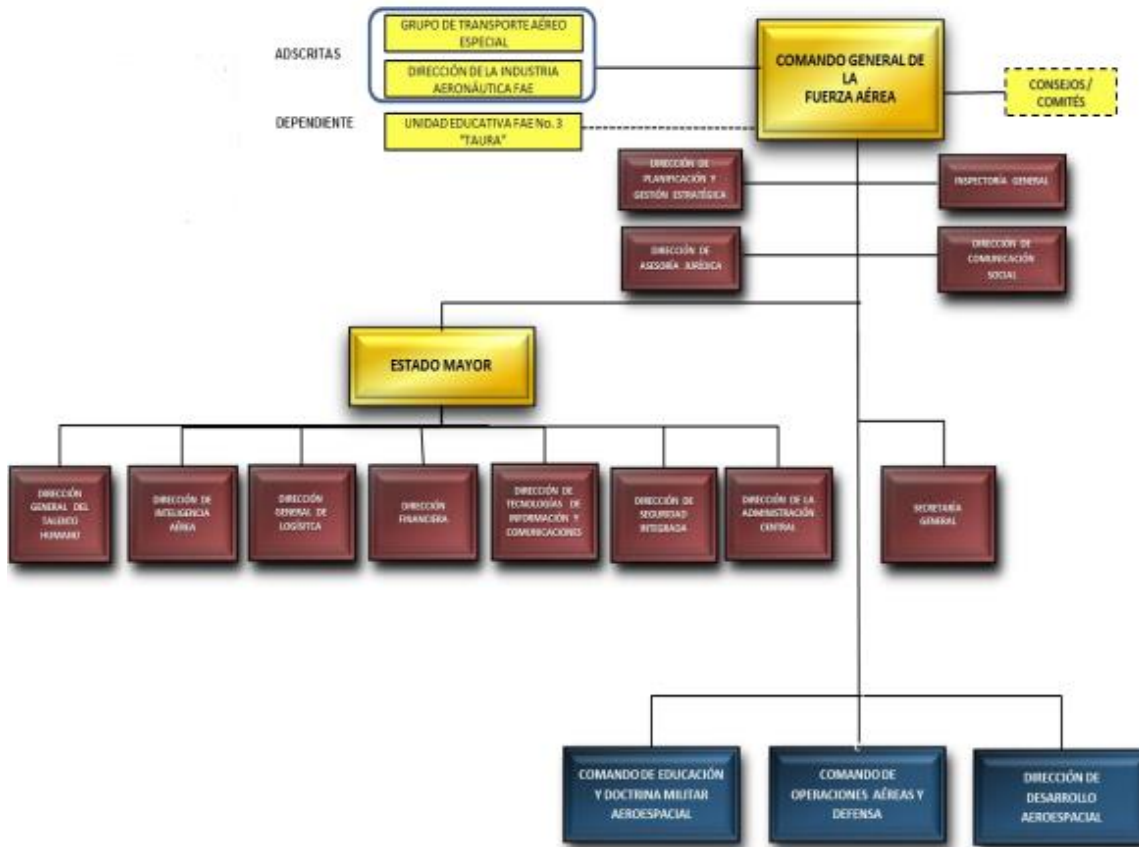 GRUPO DE TRANSPORTE AÉREO
ESPECIAL
ADSCRITAS
DIRECCIÓN DE LA INDUSTRIA
AERONÁUTICA FAE
DEPENDIENTE
UNIDAD EDUCATIVA FAE No. 3
"TAURA"
COMANDO GENERAL DE
LA
FUERZA AÉREA
CONSEJOS /
COMITÉS
DIRECCIÓN DE
PLANIFICACIÓN Y
GESTIÓN ESTRATÉGICA
INSPECTORÍA GENERAL
DIRECCIÓN DE
ASESORÍA JURÍDICA
DIRECCIÓN DE
COMUNICACIÓN
SOCIAL
ESTADO MAYOR
DIRECCIÓN
GENERAL DEL
TALENTO
HUMANO
DIRECCIÓN DE
INTELIGENCIA
AÉREA
DIRECCIÓN
GENERAL DE
LOGÍSITCA
DIRECCIÓN
FINANCIERA
DIRECCIÓN DE
TECNOLOGÍAS DE
INFORMACIÓN Y
COMUNICACIONES
DIRECCIÓN DE
SEGURIDAD
INTEGRADA
DIRECCIÓN DE LA
ADMINISTRACIÓN
CENTRAL
SECRETARÍA
GENERAL
COMANDO DE EDUCACIÓN
Y DOCTRINA MILITAR
AEROESPACIAL
COMANDO DE
OPERACIONES AÉREAS Y
DEFENSA
DIRECCIÓN DE
DESARROLLO
AEROESPACIAL